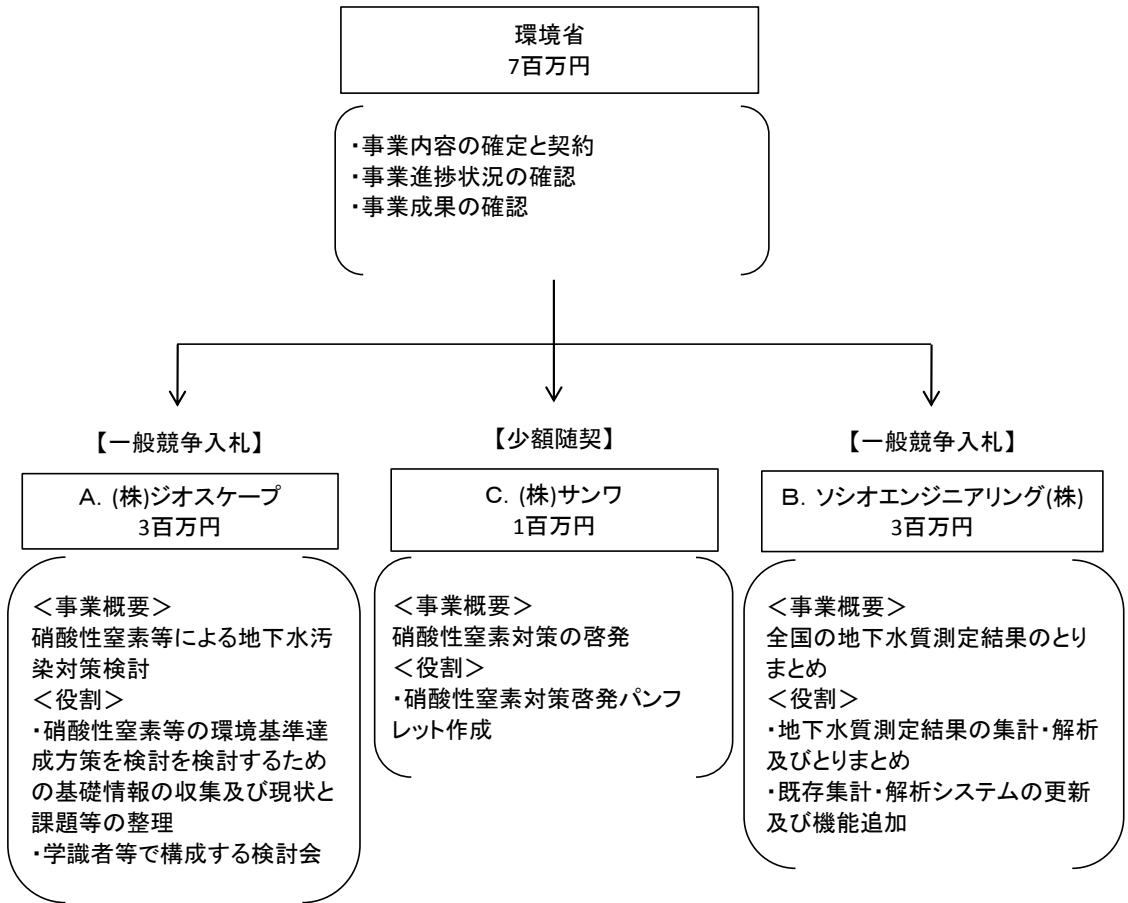 環境省
7百万円
・事業内容の確定と契約
・事業進捗状況の確認
・事業成果の確認
【一般競争入札】
A. (株)ジオスケープ
3百万円
＜事業概要＞
硝酸性窒素等による地下水汚
染対策検討
＜役割＞
・硝酸性窒素等の環境基準達
成方策を検討を検討するため
の基礎情報の収集及び現状と
課題等の整理
・学識者等で構成する検討会
【少額随契】
C. (株)サンワ
1百万円
＜事業概要＞
硝酸性窒素対策の啓発
＜役割＞
・硝酸性窒素対策啓発パンフ
レット作成
【一般競争入札】
B. ソシオエンジニアリング(株)
3百万円
＜事業概要＞
全国の地下水質測定結果のとり
まとめ
＜役割＞
・地下水質測定結果の集計・解析
及びとりまとめ
・既存集計・解析システムの更新
及び機能追加